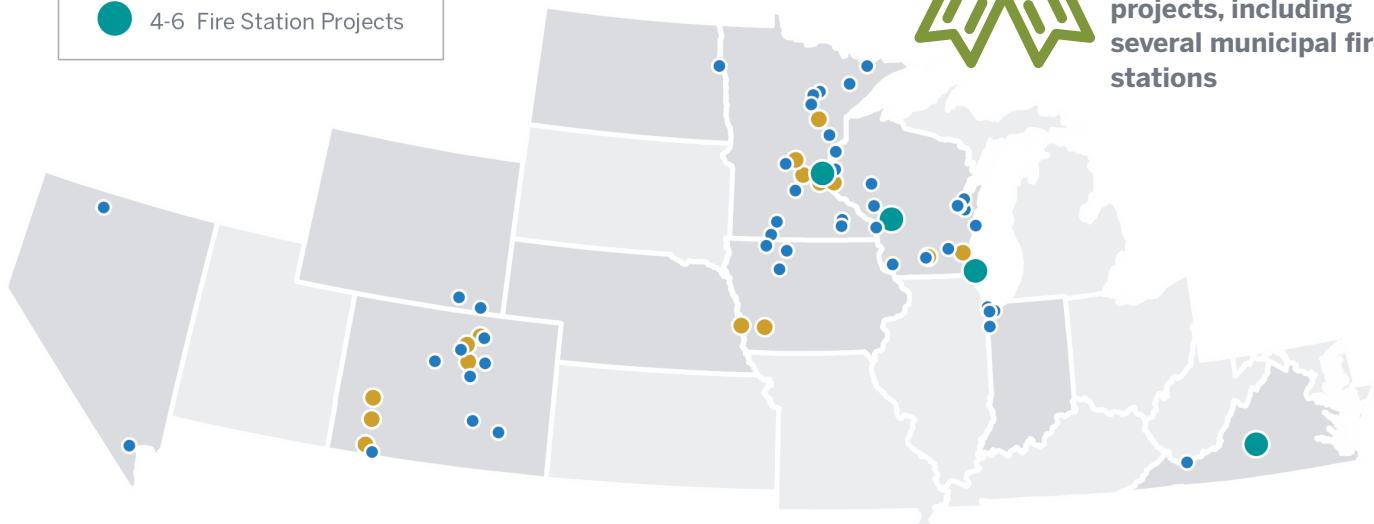 4-6 Fire Station Projects
projects, including
several municipal fir
stations